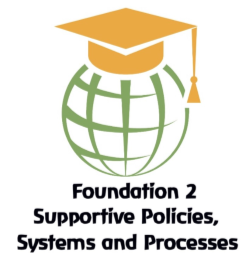 Foundation 2
Supportive Policies,
Systems and Processes